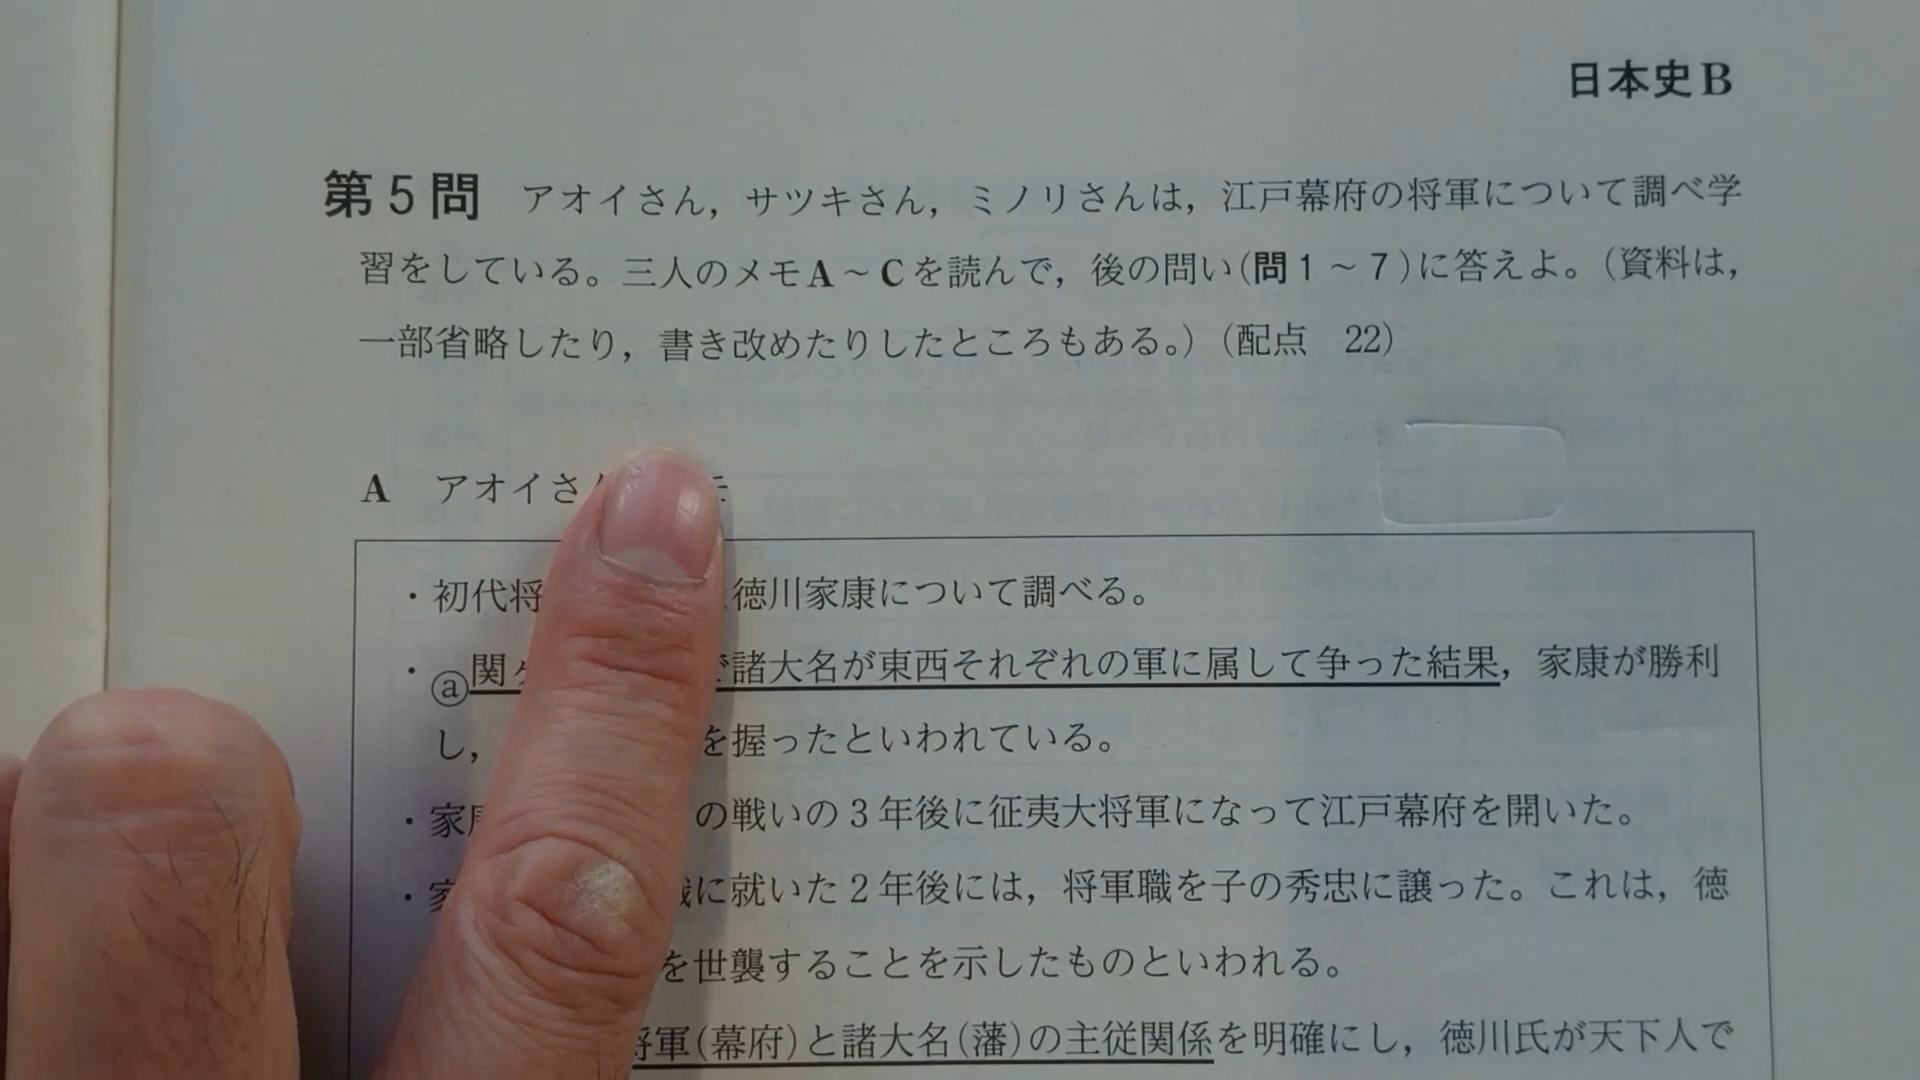 日本史B
第5問 アオイさん，サツキさん，ミノリさんは，江戸幕府の将軍について調べ学
習をしている。三人のメモA～Cを読んで，後の問い(問1～7)に答えよ。(資料は，
一部省略したり，書き改めたりしたところもある。)(配点 22)
A アオイさ
・初代将 徳川家康について調べる。
・ⓐ関 で諸大名が東西それぞれの軍に属して争った結果，家康が勝利
し， を握ったといわれている。
・家 の戦いの3年後に征夷大将軍になって江戸幕府を開いた。
・ に就いた2年後には，将軍職を子の秀忠に譲った。これは，徳
を世襲することを示したものといわれる。
将軍(幕府)と諸大名(藩)の主従関係を明確にし，徳川氏が天下人で